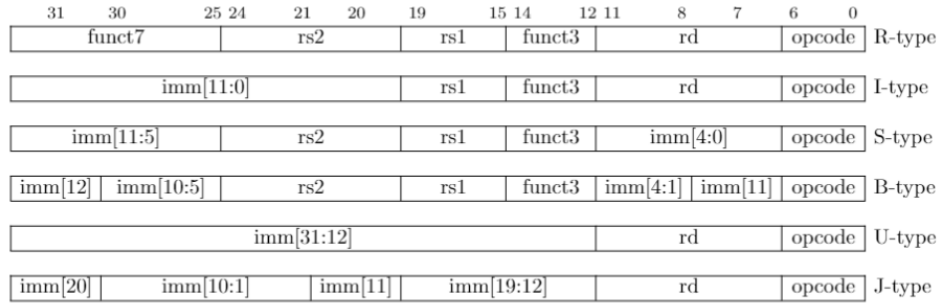 31 30 25 24 21 20 19 15 14 12 11 8 7 6 0
funct7 rs2 rs1 funct3 rd opcode R-type
imm[11:0] rs1 funct3 rd opcode I-type
imm[11:5] rs2 rs1 funct3 imm[4:0] opcode S-type
imm[12] imm[10:5] rs2 rs1 funct3 imm[4:1] imm[11] opcode B-type
imm[31:12] rd opcode U-type
imm[20] imm[10:1] imm[11] imm[19:12] rd opcode J-type